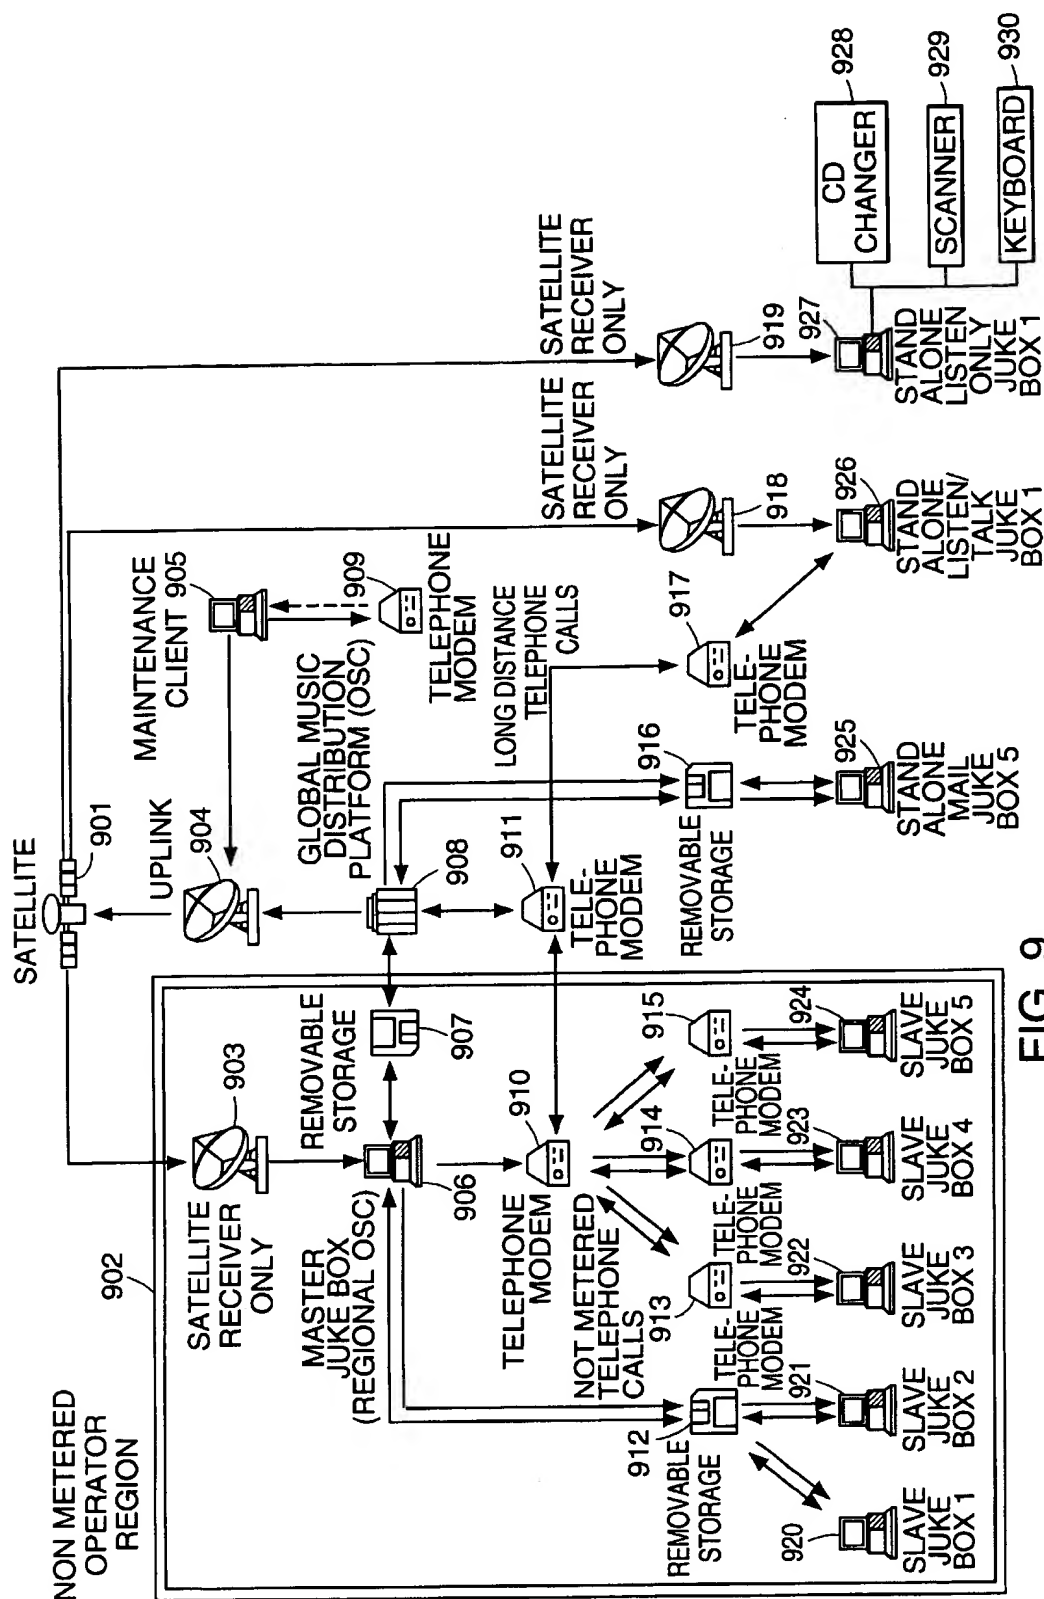 NON METERED
OPERATOR
REGION
902
SATELLITE
901
UPLINK
904
MAINTENANCE
CLIENT
905
909
TELEPHONE
MODEM
SATELLITE
RECEIVER
ONLY
903
REMOVABLE
STORAGE
907
GLOBAL MUSIC
DISTRIBUTION
PLATFORM (OSC)
908
MASTER
JUKE BOX
(REGIONAL OSC)
906
TELEPHONE
MODEM
910
TELE-
PHONE
MODEM
911
LONG DISTANCE
TELEPHONE
CALLS
SATELLITE
RECEIVER
ONLY
SATELLITE
RECEIVER
ONLY
NOT METERED
TELEPHONE
CALLS
REMOVABLE
STORAGE
912
913
TELE-
PHONE
MODEM
914
TELE-
PHONE
MODEM
915
TELE-
PHONE
MODEM
REMOVABLE
STORAGE
916
917
TELE-
PHONE
MODEM
918
919
920
SLAVE
JUKE
BOX 1
921
SLAVE
JUKE
BOX 2
922
SLAVE
JUKE
BOX 3
923
SLAVE
JUKE
BOX 4
924
SLAVE
JUKE
BOX 5
925
STAND
ALONE
MAIL
JUKE
BOX 5
926
STAND
ALONE
LISTEN/
TALK
JUKE
BOX 1
927
STAND
ALONE
LISTEN
ONLY
JUKE
BOX 1
CD
CHANGER
928
SCANNER
929
KEYBOARD
930
FIG. 9